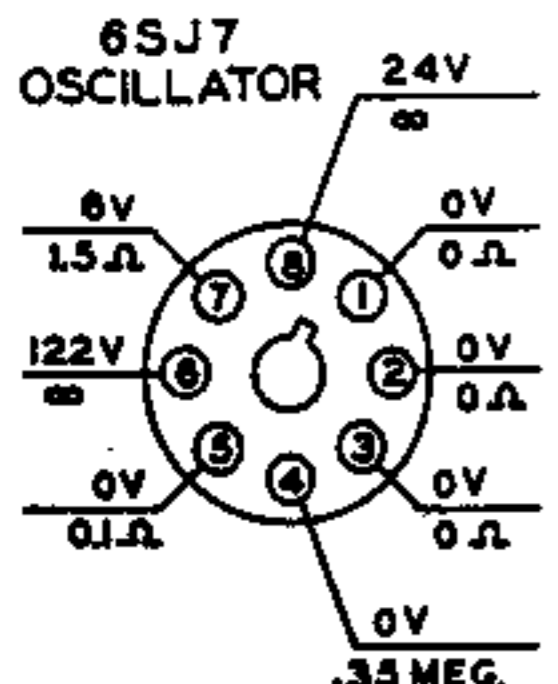 6SJ7
OSCILLATOR
24V
∞
6V
1.5 Ω
0V
0 Ω
8
7
1
122V
∞
6
2
0V
0 Ω
5
3
4
0V
0.1 Ω
0V
0 Ω
0V
.35 MEG.